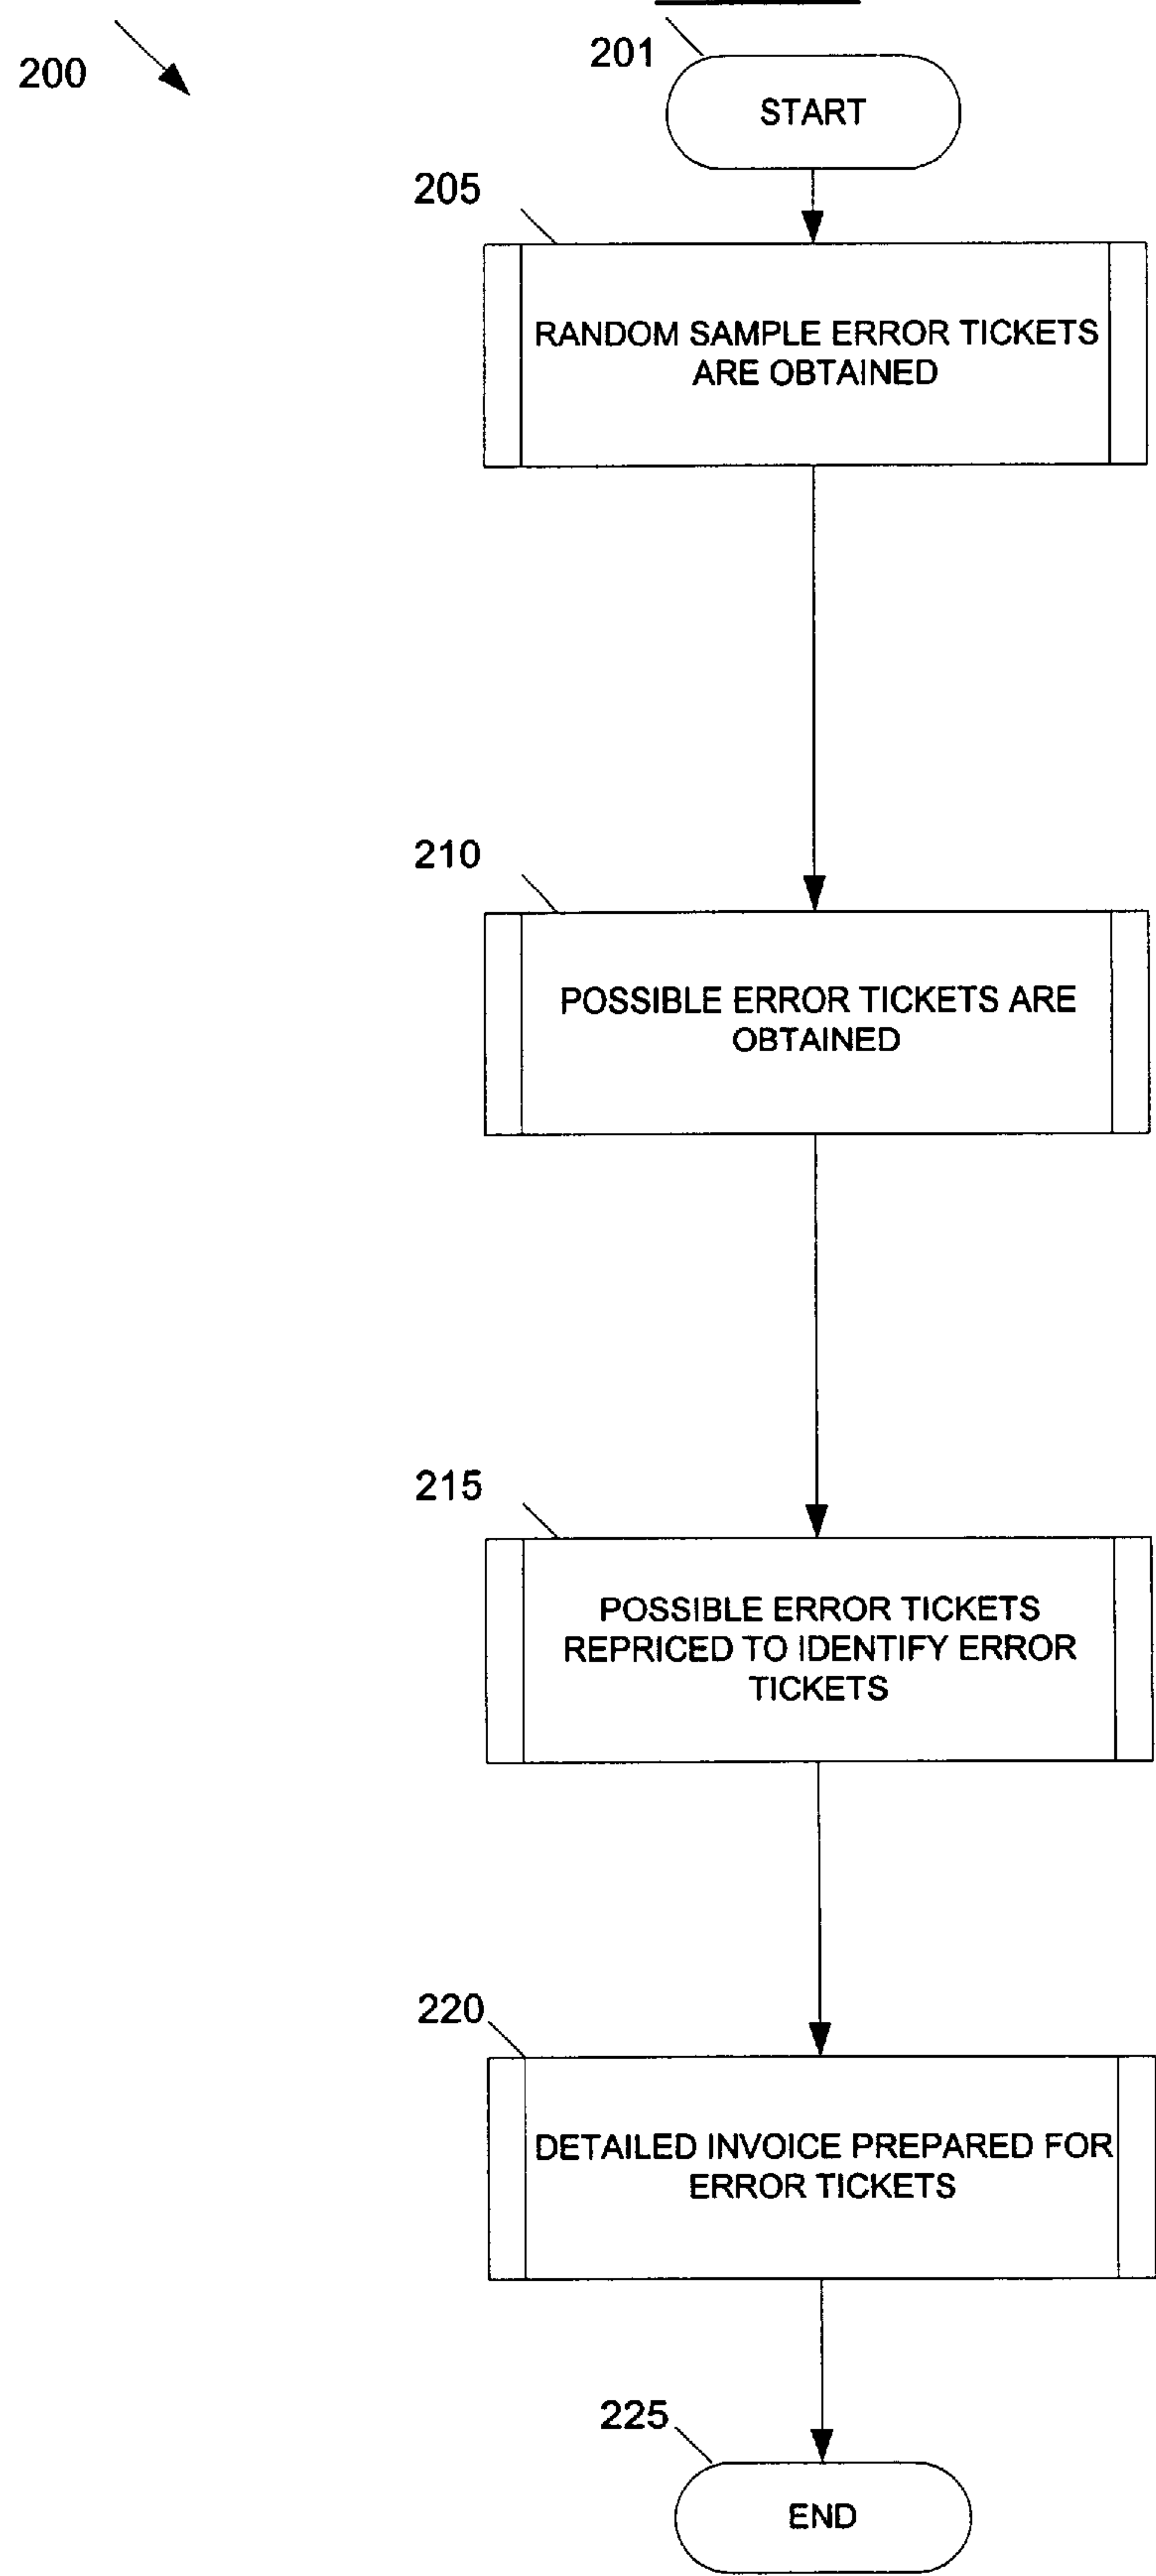 200
201
START
205
RANDOM SAMPLE ERROR TICKETS
ARE OBTAINED
210
POSSIBLE ERROR TICKETS ARE
OBTAINED
215
POSSIBLE ERROR TICKETS
REPRICED TO IDENTIFY ERROR
TICKETS
220
DETAILED INVOICE PREPARED FOR
ERROR TICKETS
225
END